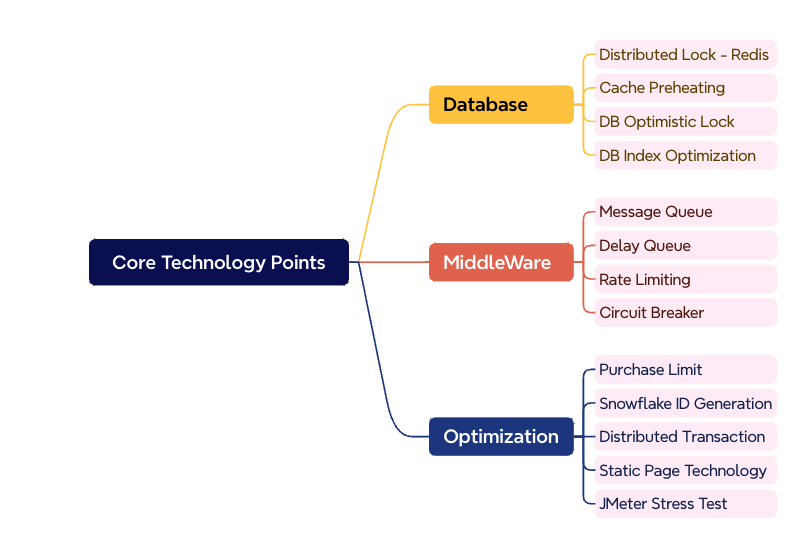 Core Technology Points
Database
Distributed Lock - Redis
Cache Preheating
DB Optimistic Lock
DB Index Optimization
MiddleWare
Message Queue
Delay Queue
Rate Limiting
Circuit Breaker
Optimization
Purchase Limit
Snowflake ID Generation
Distributed Transaction
Static Page Technology
JMeter Stress Test